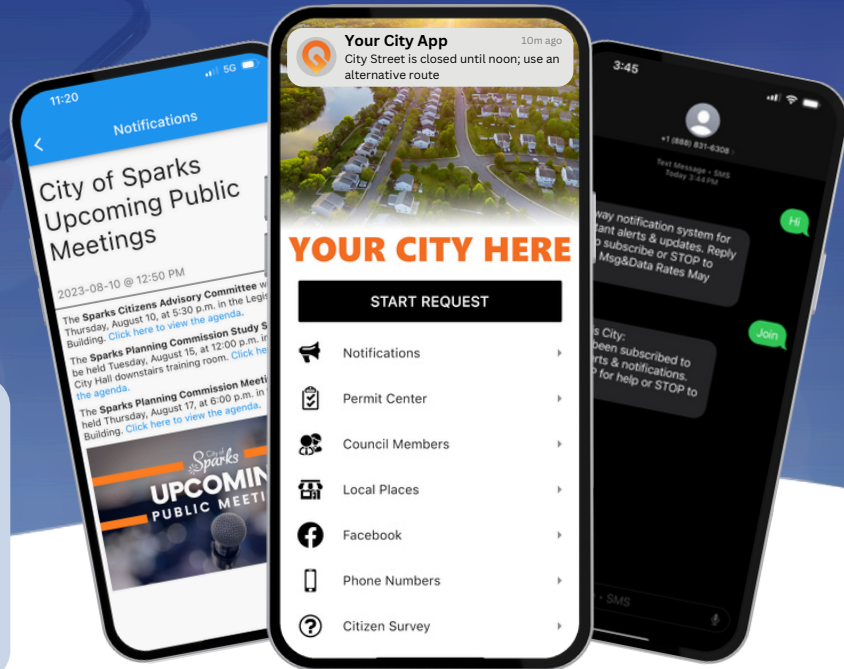 11:20
5G
Notifications
City of Sparks
Upcoming Public
Meetings
2023-08-10 @ 12:50 PM
The Sparks Citizens Advisory Committee
Thursday, August 10, at 5:30 p.m. in the
Building. Click here to view the agenda.
The Sparks Planning Commission Study
be held Tuesday, August 15, at 12:00 p.m. in
City Hall downstairs training room. Click
the agenda.
The Sparks Planning Commission
held Thursday, August 17, at 6:00 p.m. in
Building. Click here to view the agenda.
City of
Sparks
PUBLIC
Your City App
10m ago
City Street is closed until noon; use an
alternative route
YOUR CITY HERE
START REQUEST
Notifications
Permit Center
Council Members
Local Places
Facebook
Phone Numbers
Citizen Survey
3:45
+1 (888) 831-6308
Text Message • SMS
Today 3:44 PM
Hi
notification system for
alerts & updates. Reply
subscribe or STOP to
Msg&Data Rates May
Join
City:
been subscribed to
& notifications.
for help or STOP to
• SMS